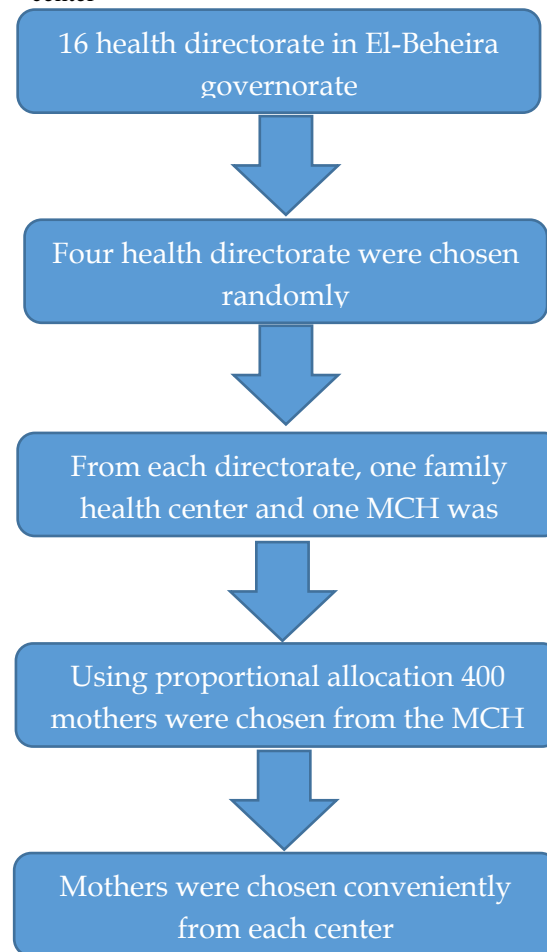 center
16 health directorate in El-Beheira
governorate
Four health directorate were chosen
randomly
From each directorate, one family
health center and one MCH was
Using proportional allocation 400
mothers were chosen from the MCH
Mothers were chosen conveniently
from each center